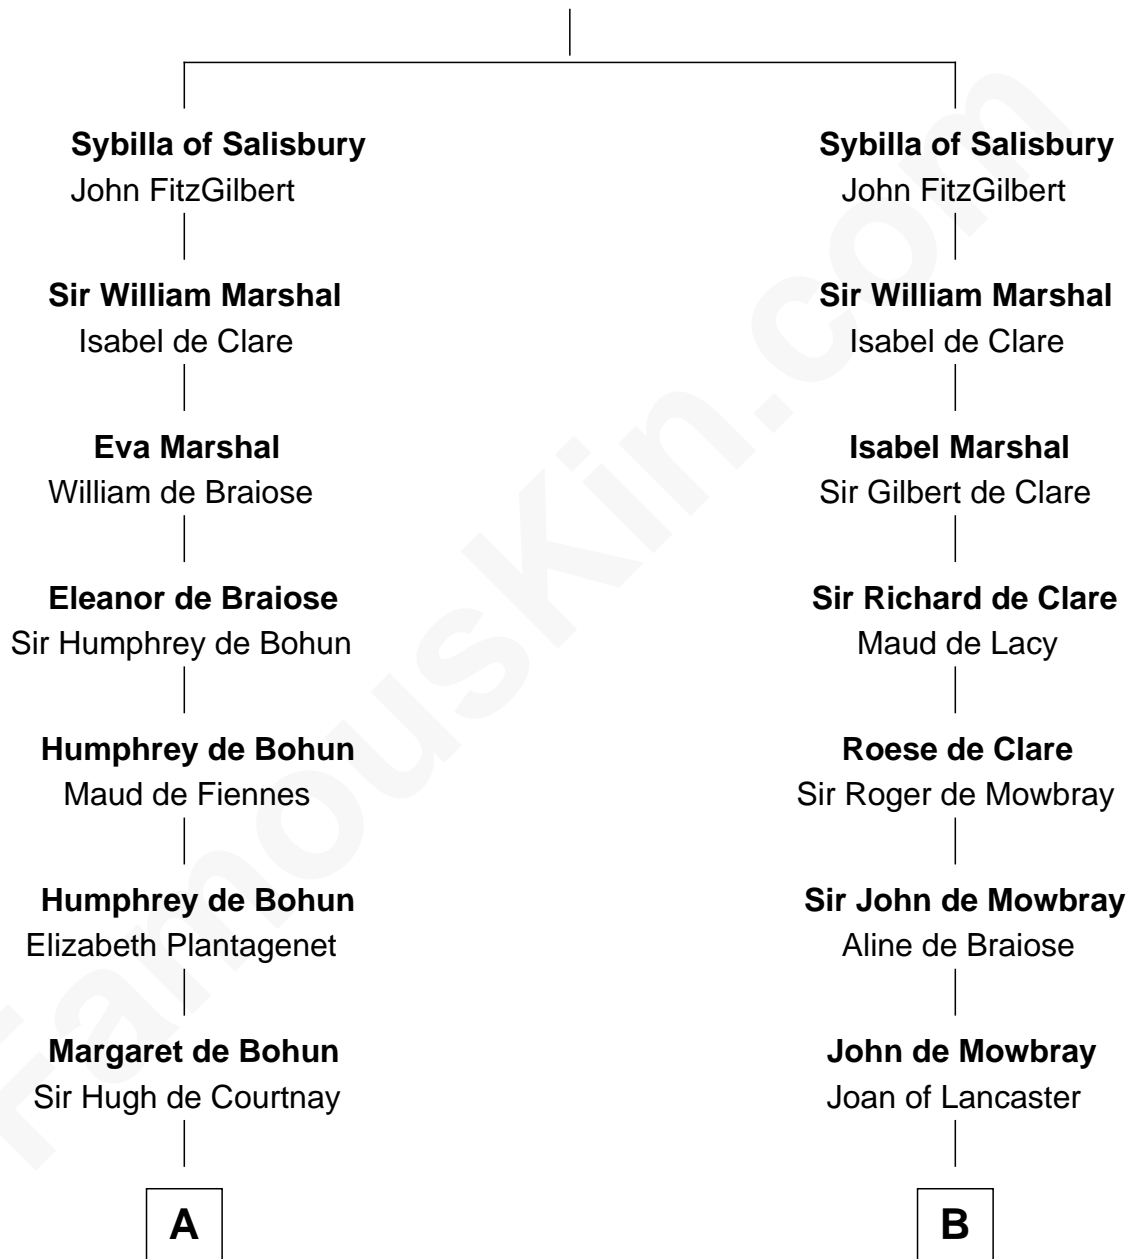 Sybilla of Salisbury
John FitzGilbert
Sir William Marshal
Isabel de Clare
Eva Marshal
William de Braiose
Eleanor de Braiose
Sir Humphrey de Bohun
Humphrey de Bohun
Maud de Fiennes
Humphrey de Bohun
Elizabeth Plantagenet
Margaret de Bohun
Sir Hugh de Courtnay
A
Sybilla of Salisbury
John FitzGilbert
Sir William Marshal
Isabel de Clare
Isabel Marshal
Sir Gilbert de Clare
Sir Richard de Clare
Maud de Lacy
Roese de Clare
Sir Roger de Mowbray
Sir John de Mowbray
Aline de Braiose
John de Mowbray
Joan of Lancaster
B
FamousKin.com